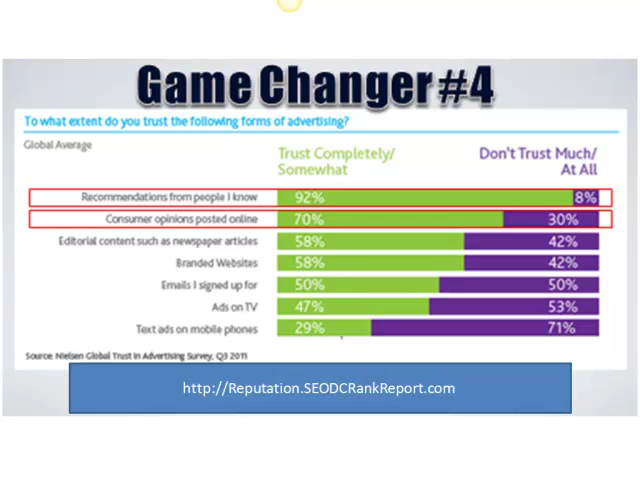 Game Changer #4
To what extent do you trust the following forms of advertising?
Global Average
Trust Completely/
Somewhat
Don't Trust Much/
At All
Recommendations from people I know 92% 8%
Consumer opinions posted online 70% 30%
Editorial content such as newspaper articles 58% 42%
Branded Websites 58% 42%
Emails I signed up for 50% 50%
Ads on TV 47% 53%
Text ads on mobile phones 29% 71%
Source: Nielsen Global Trust in Advertising Survey, Q3 2011
http://Reputation.SEODCRankReport.com